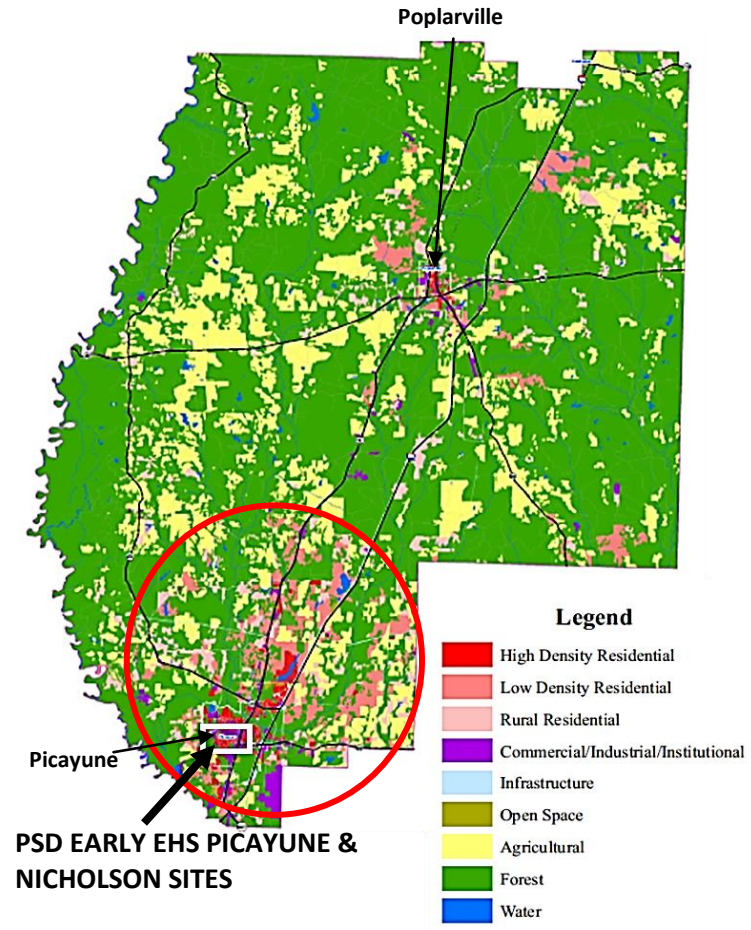 Poplarville
Picayune
PSD EARLY EHS PICAYUNE &
NICHOLSON SITES
Legend
High Density Residential
Low Density Residential
Rural Residential
Commercial/Industrial/Institutional
Infrastructure
Open Space
Agricultural
Forest
Water